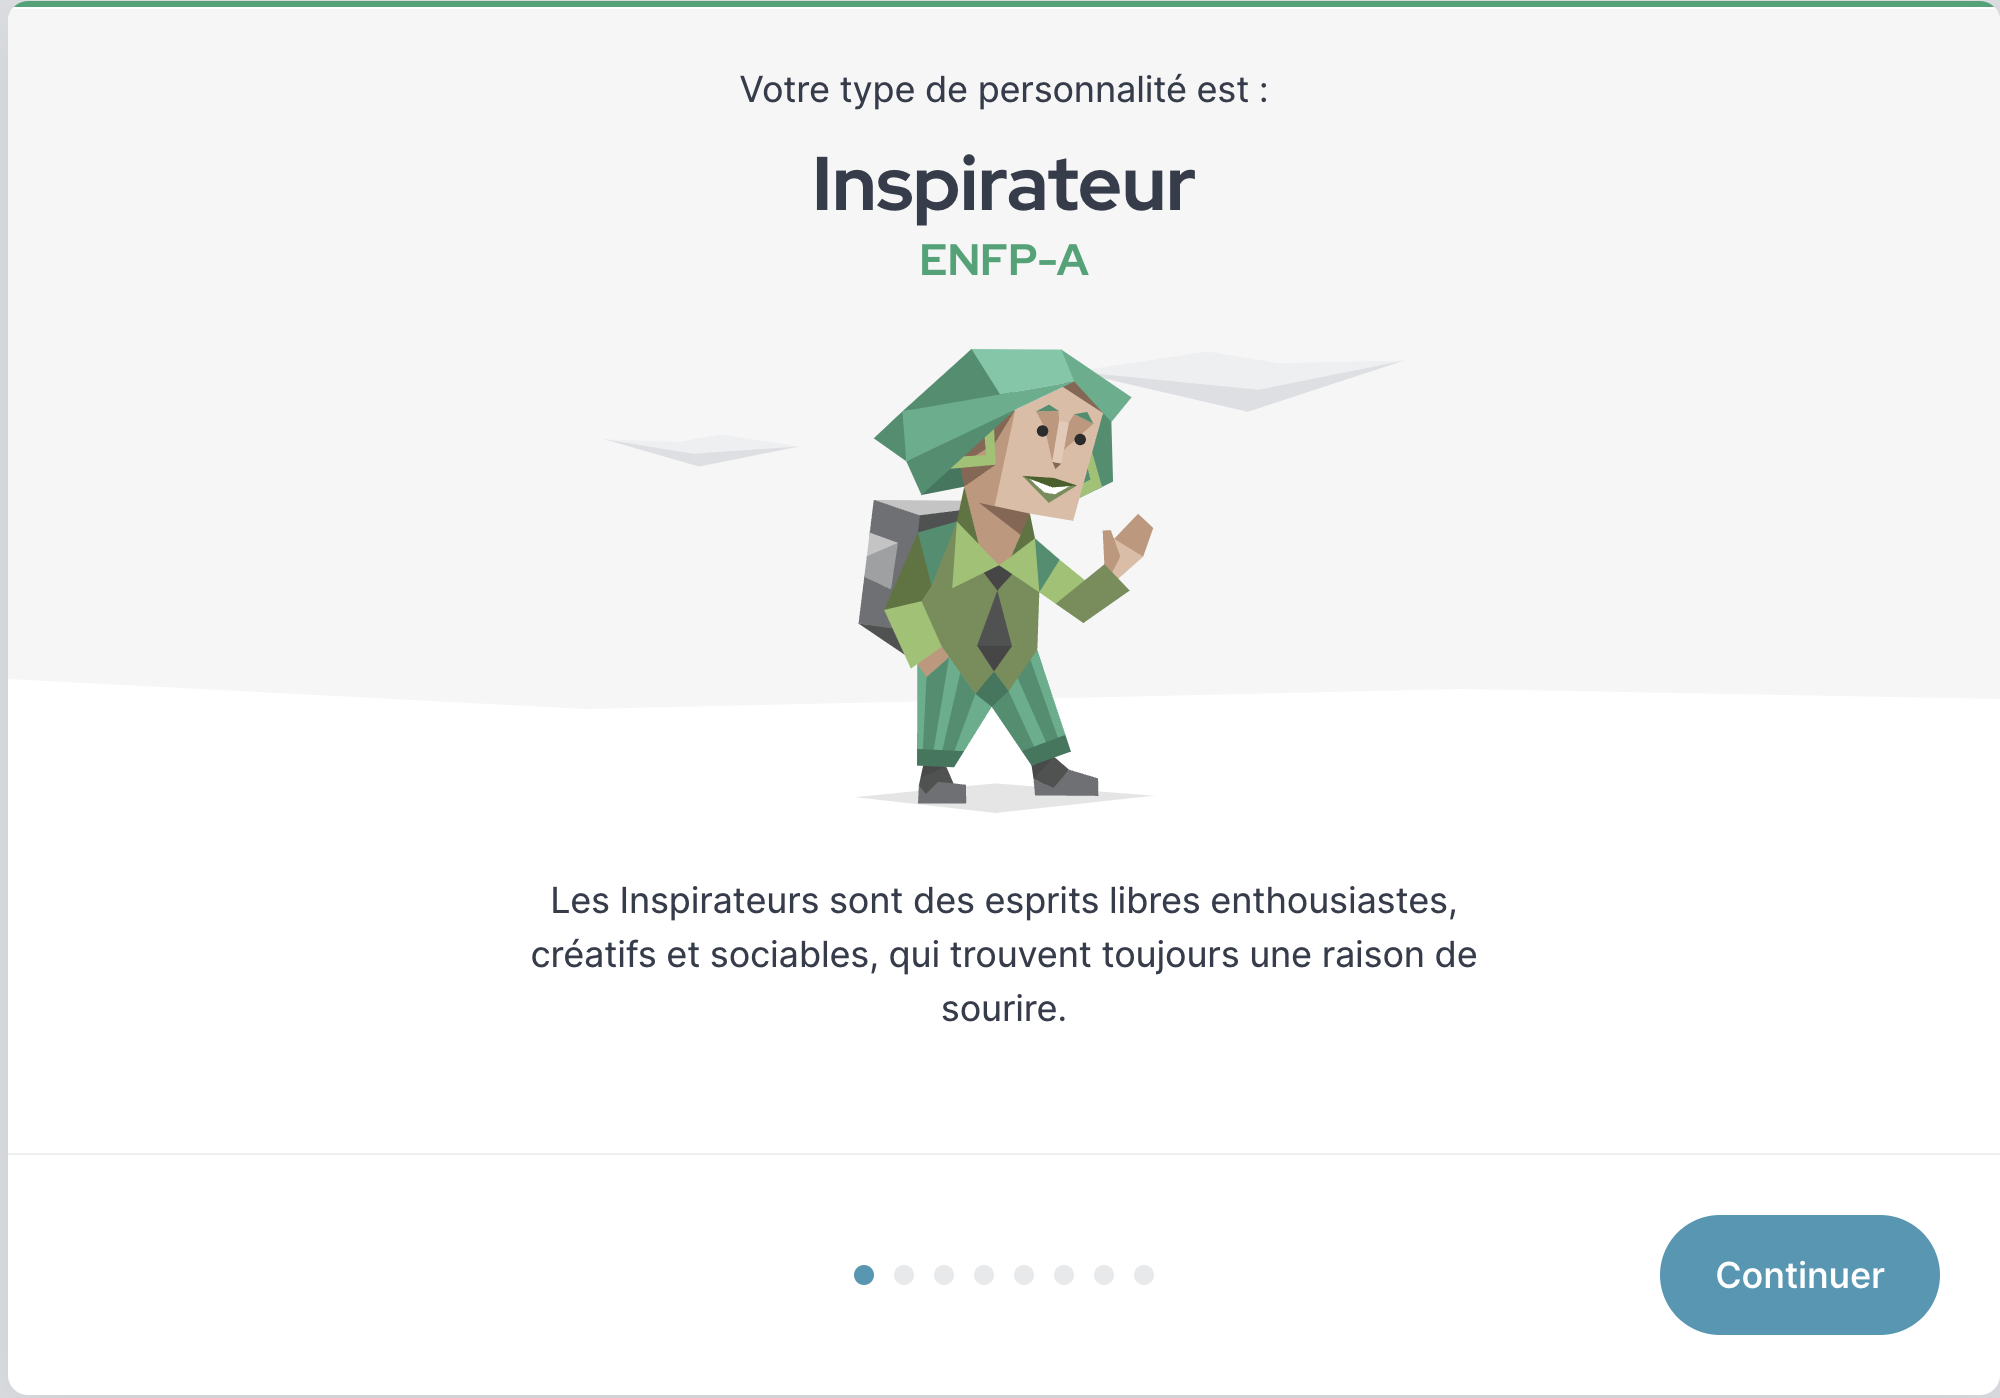 Votre type de personnalité est :
Inspirateur
ENFP-A
Les Inspirateurs sont des esprits libres enthousiastes,
créatifs et sociables, qui trouvent toujours une raison de
sourire.
Continuer